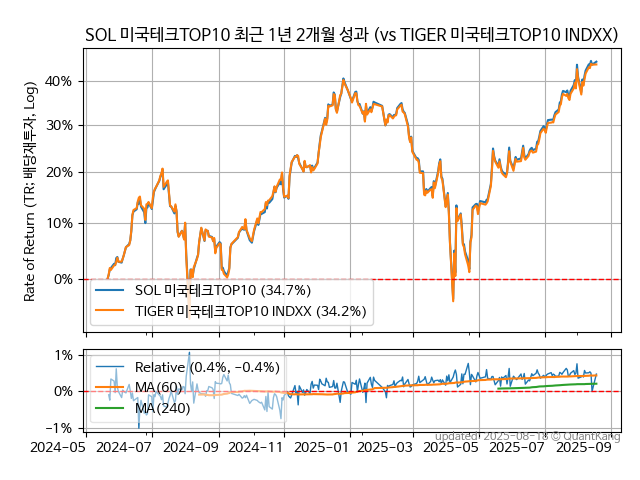 SOL 미국테크TOP10 최근 1년 2개월 성과 (vs TIGER 미국테크TOP10 INDXX)
Rate of Return (TR: 배당재투자, Log)
40%
30%
20%
10%
0%
SOL 미국테크TOP10 (34.7%)
TIGER 미국테크TOP10 INDXX (34.2%)
1%
0%
−1%
Relative (0.4%, -0.4%)
MA(60)
MA(240)
2024-05 2024-07 2024-09 2024-11 2025-01 2025-03 2025-05 2025-07 2025-09
updated: 2025-08-18 © QuantKang